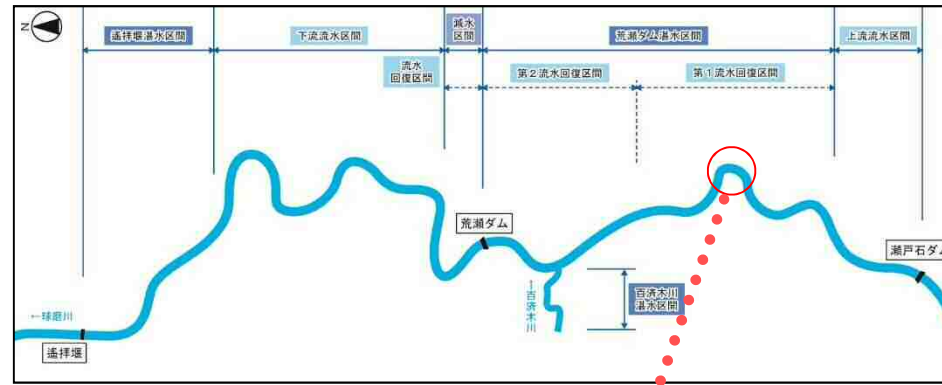 N
遙拝堰湛水区間
下流流水区間
減水
区間
荒瀬ダム湛水区間
上流流水区間
流水
回復区間
第2流水回復区間
第1流水回復区間
荒瀬ダム
瀬戸石ダム
百済木川
湛水区間
←百済木川
←球磨川
遙拝堰